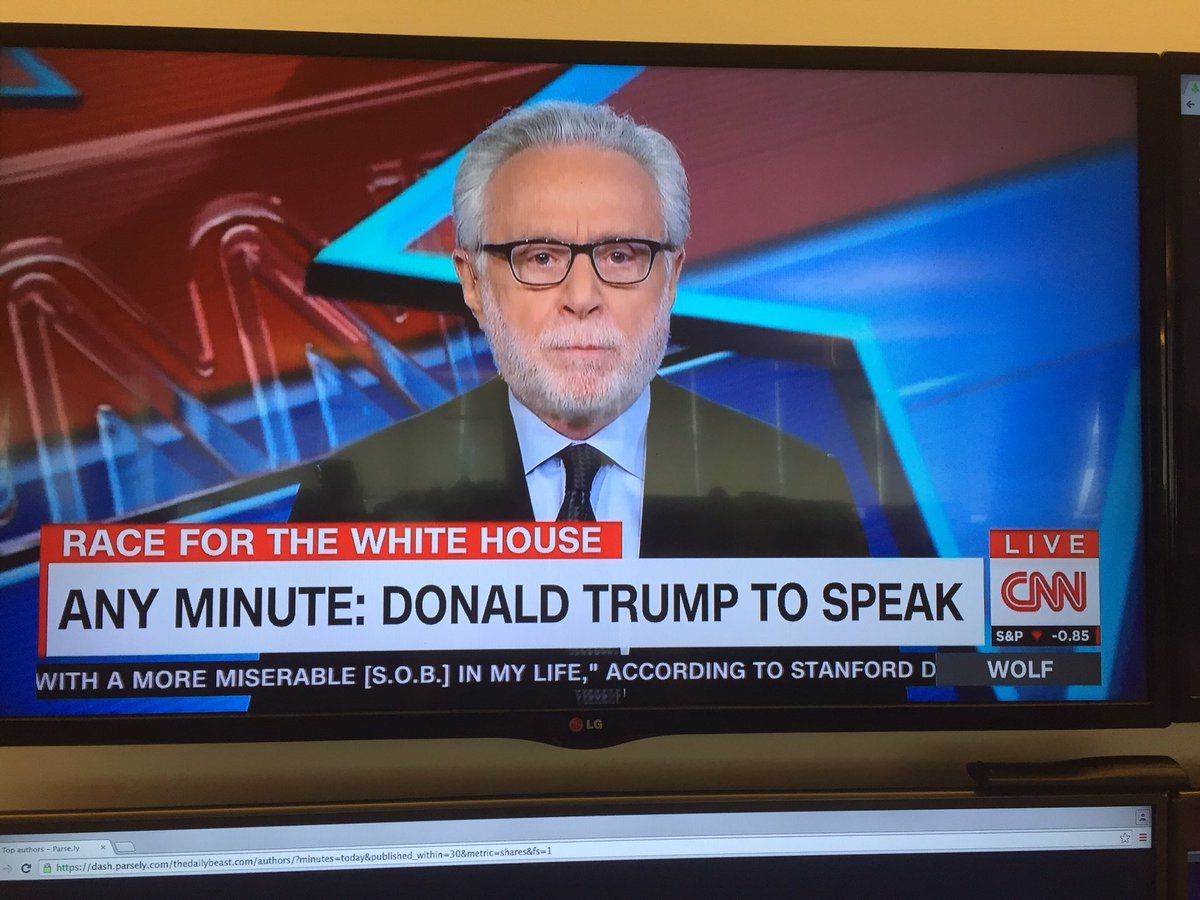 RACE FOR THE WHITE HOUSE
ANY MINUTE: DONALD TRUMP TO SPEAK
LIVE
CNN
S&P -0.85
WITH A MORE MISERABLE [S.O.B.] IN MY LIFE," ACCORDING TO STANFORD D
WOLF
LG
Top authors – Parse.ly
https://dash.parsely.com/thedailybeast.com/authors/?minutes=today&published_within=30&metric=shares&fs=1